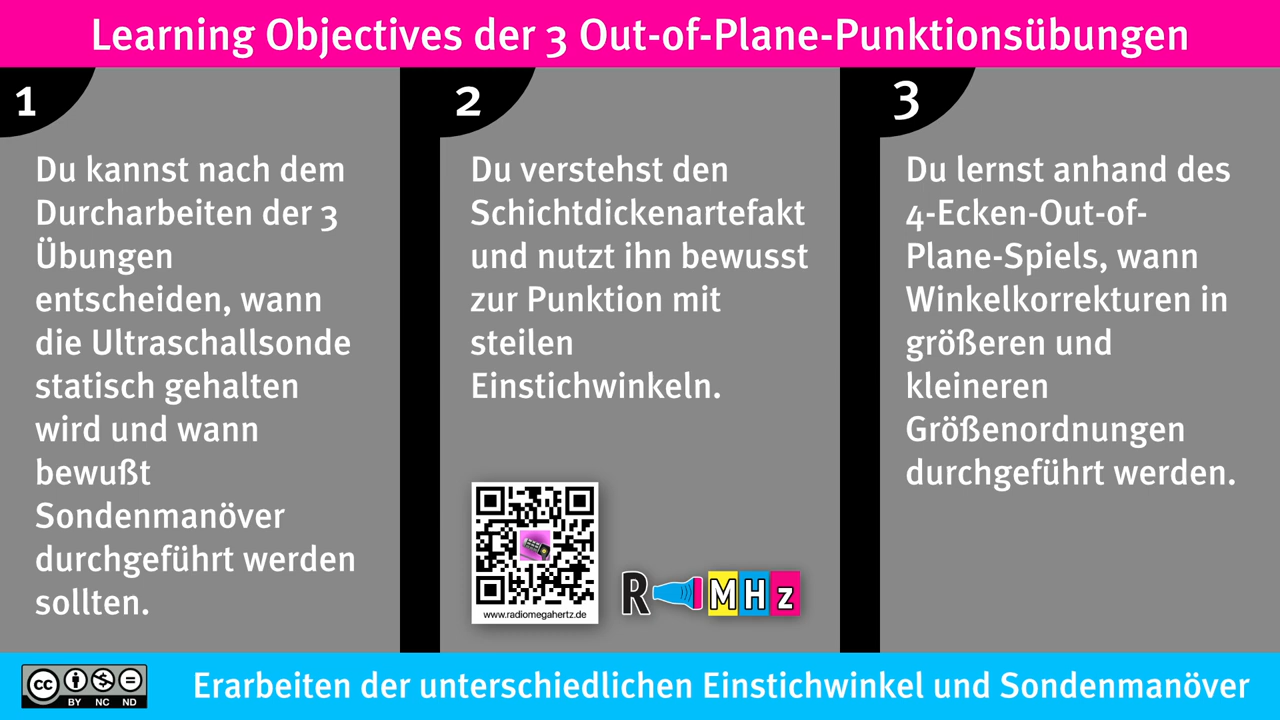 Learning Objectives der 3 Out-of-Plane-Punktionsübungen
1
Du kannst nach dem
Durcharbeiten der 3
Übungen
entscheiden, wann
die Ultraschallsonde
statisch gehalten
wird und wann
bewußt
Sondenmanöver
durchgeführt werden
sollten.
2
Du verstehst den
Schichtdickenartefakt
und nutzt ihn bewusst
zur Punktion mit
steilen
Einstichwinkeln.
www.radiomegahertz.de
R MHz
3
Du lernst anhand des
4-Ecken-Out-of-
Plane-Spiels, wann
Winkelkorrekturen in
größeren und
kleineren
Größenordnungen
durchgeführt werden.
cc
BY NC ND
Erarbeiten der unterschiedlichen Einstichwinkel und Sondenmanöver